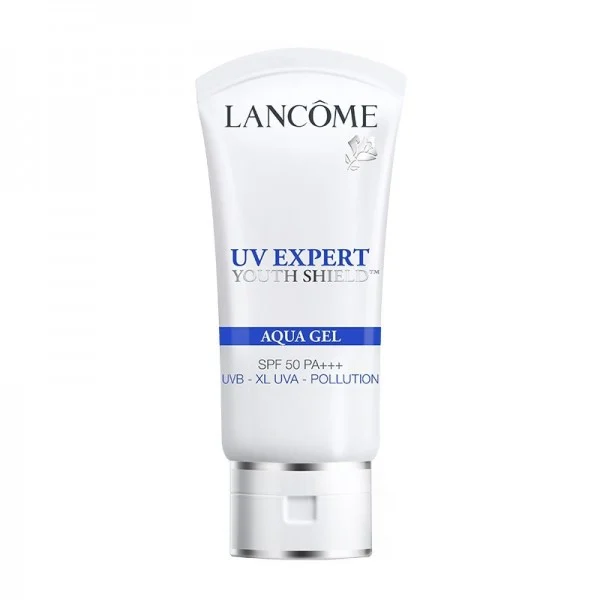 LANCÔME
UV EXPERT
YOUTH SHIELD™
AQUA GEL
SPF 50 PA+++
UVB - XL UVA - POLLUTION